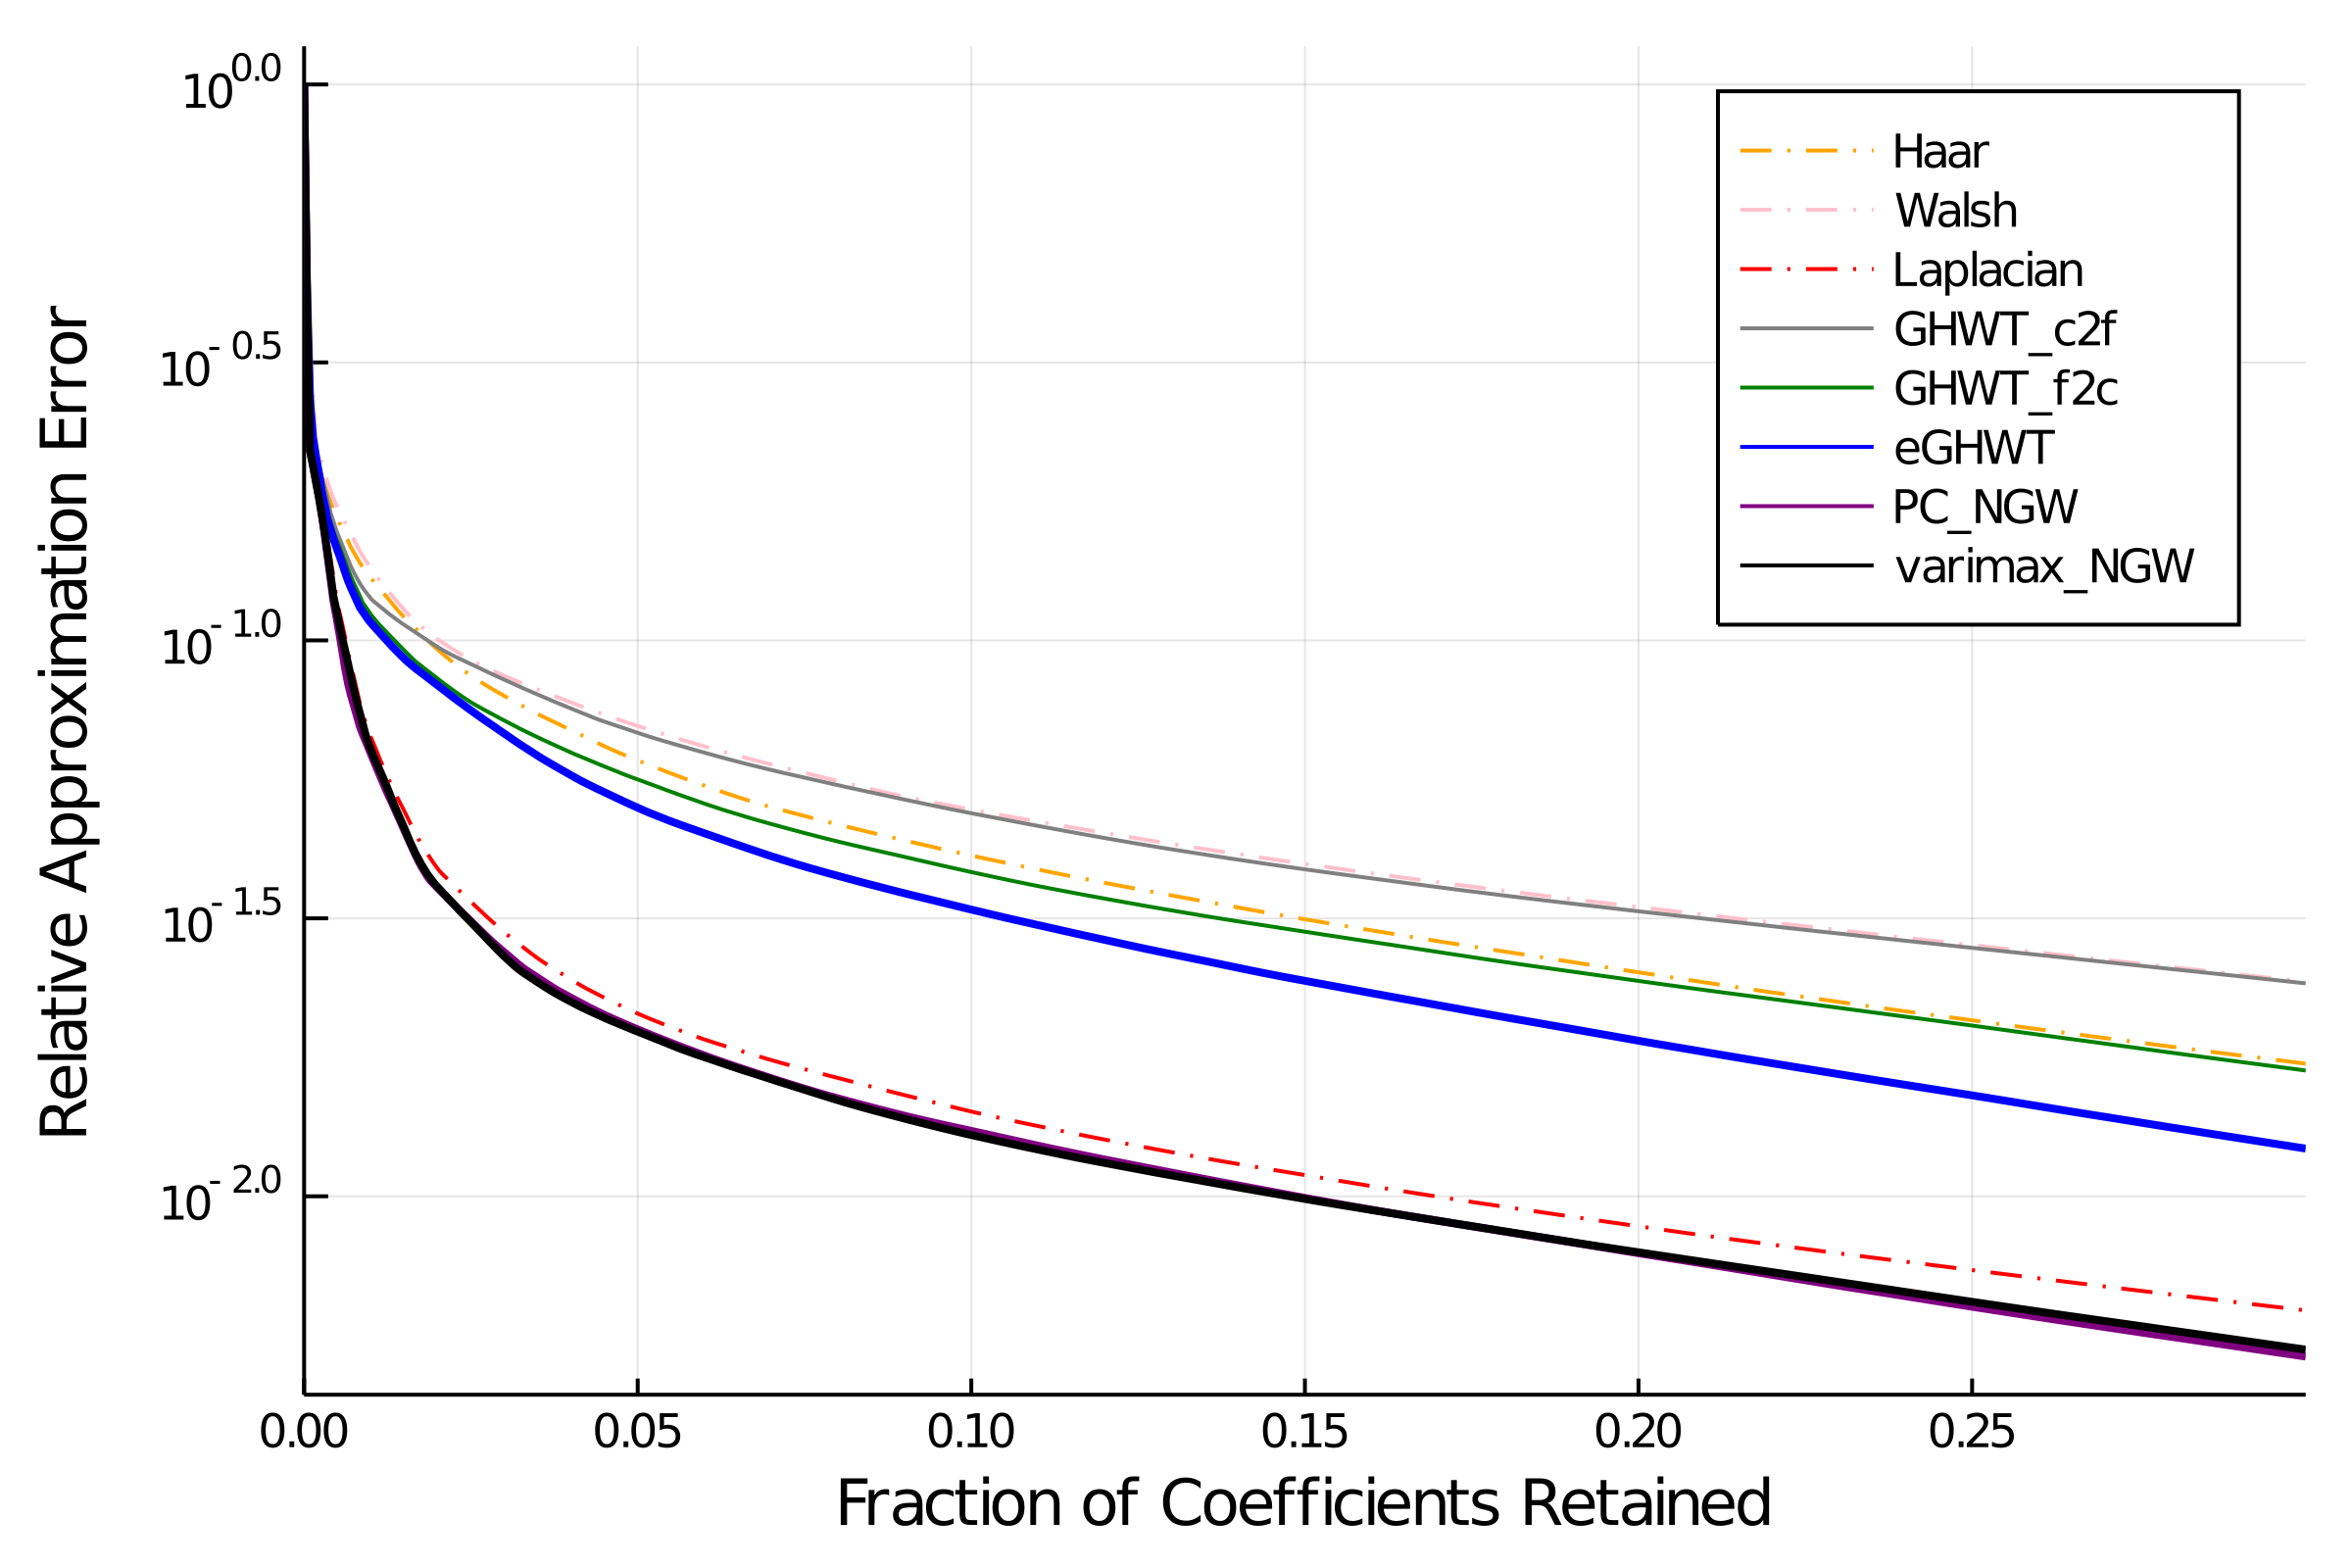 Relative Approximation Error
10^0.0
10^-0.5
10^-1.0
10^-1.5
10^-2.0
Haar
Walsh
Laplacian
GHWT_c2f
GHWT_f2c
eGHWT
PC_NGW
varimax_NGW
0.00 0.05 0.10 0.15 0.20 0.25
Fraction of Coefficients Retained